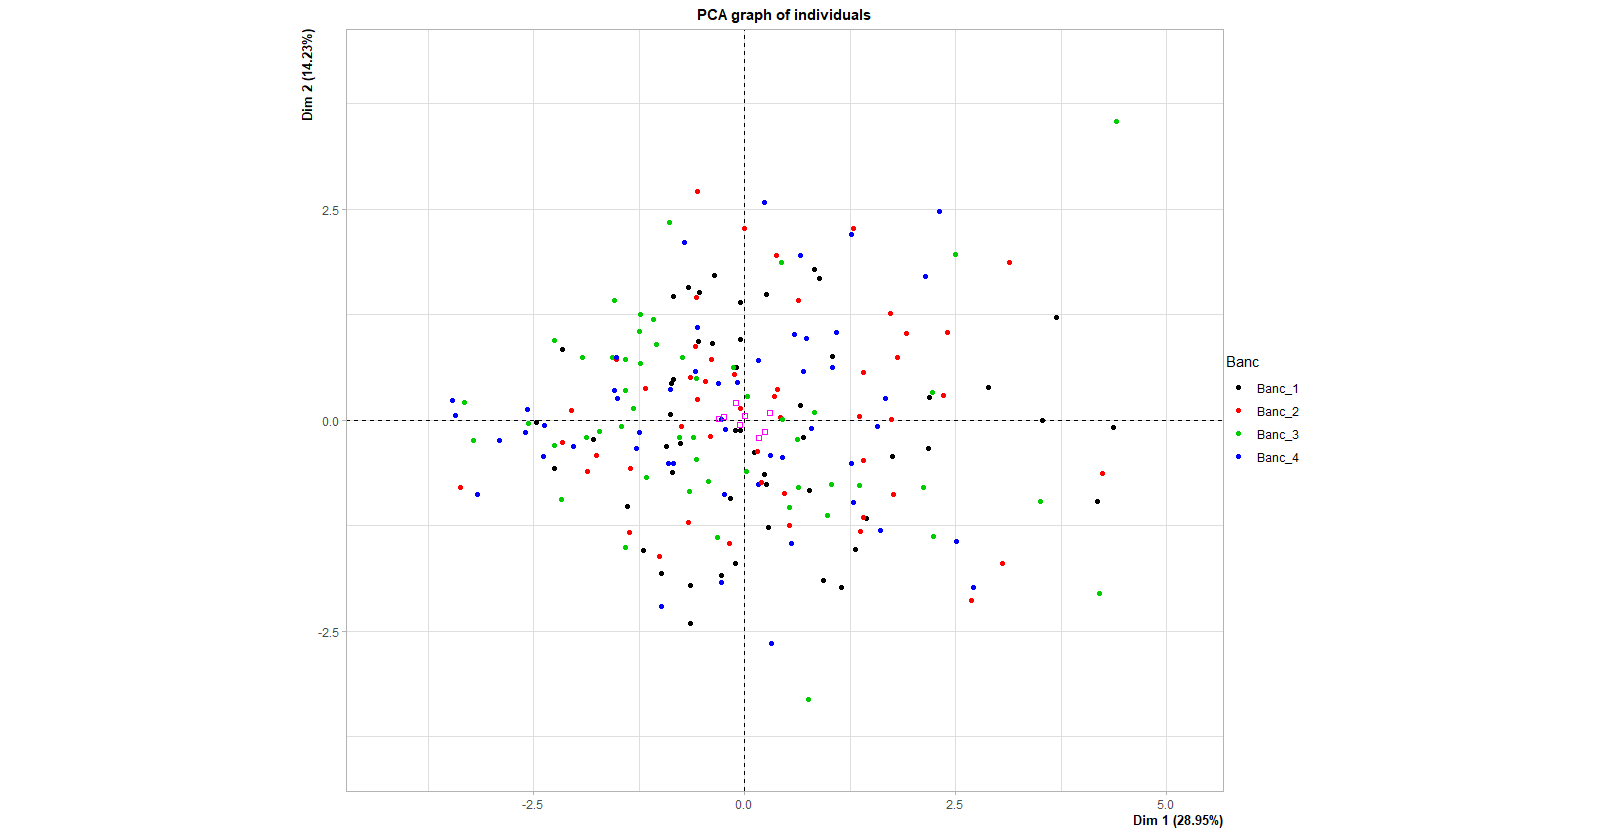 PCA graph of individuals
Dim 2 (14.23%)
2.5
0.0
-2.5
-2.5
0.0
2.5
5.0
Dim 1 (28.95%)
Banc
Banc_1
Banc_2
Banc_3
Banc_4